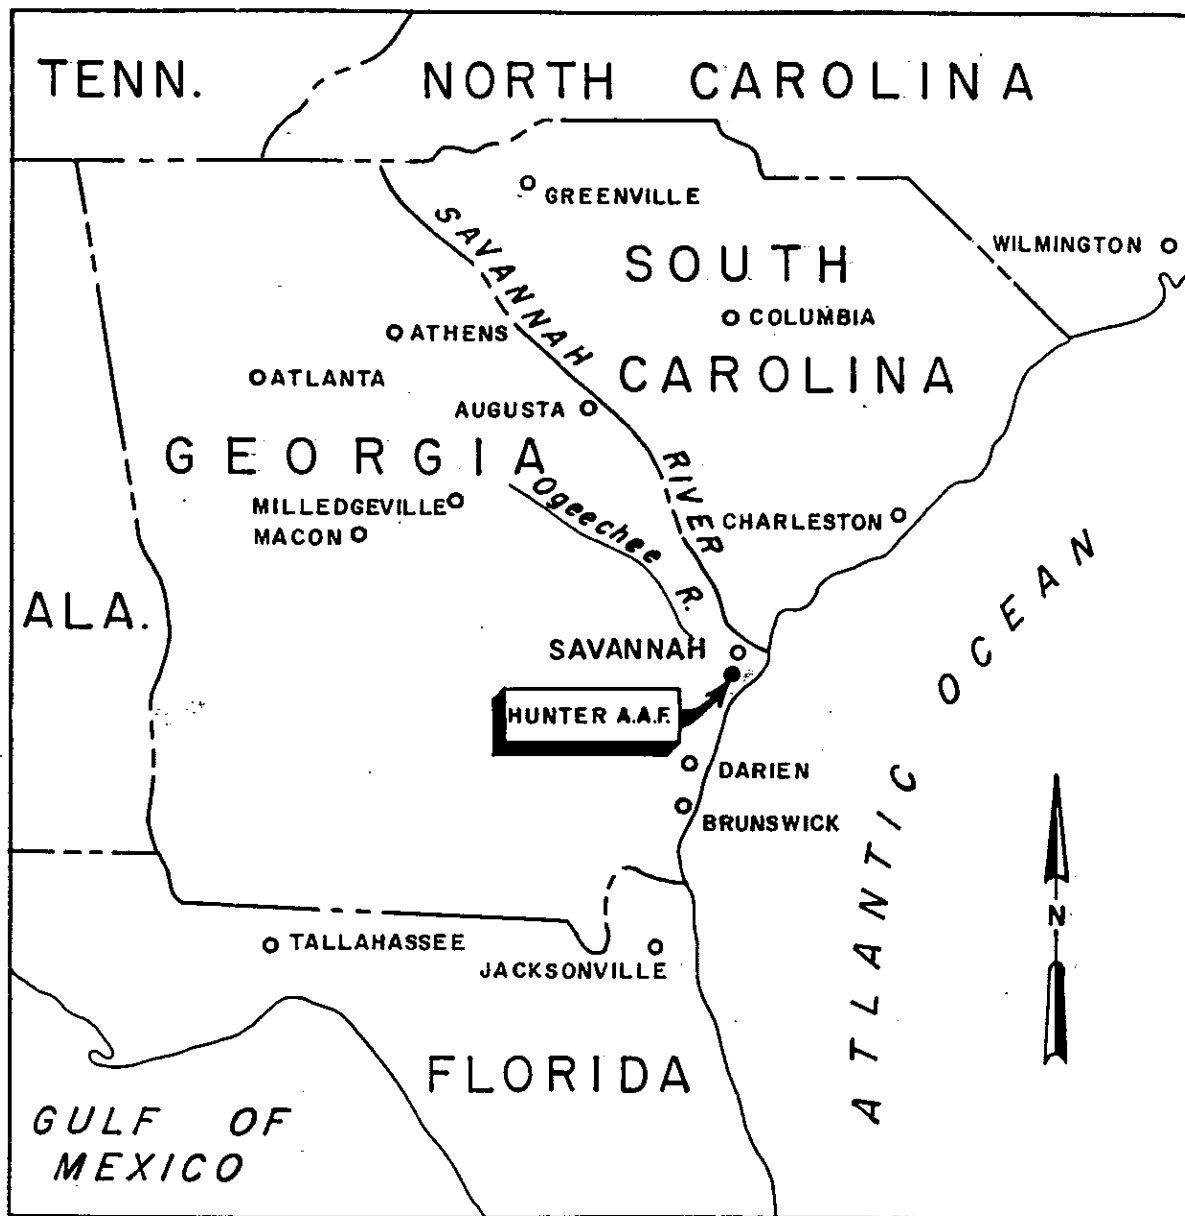 TENN.
NORTH CAROLINA
GREENVILLE
SAVANNAH RIVER
SOUTH
CAROLINA
WILMINGTON
COLUMBIA
ATHENS
ATLANTA
AUGUSTA
GEORGIA
MILLEDGEVILLE
MACON
Ogeechee R.
CHARLESTON
ALA.
SAVANNAH
HUNTER A.A.F.
DARIEN
BRUNSWICK
ATLANTIC OCEAN
N
TALLAHASSEE
JACKSONVILLE
FLORIDA
GULF OF
MEXICO